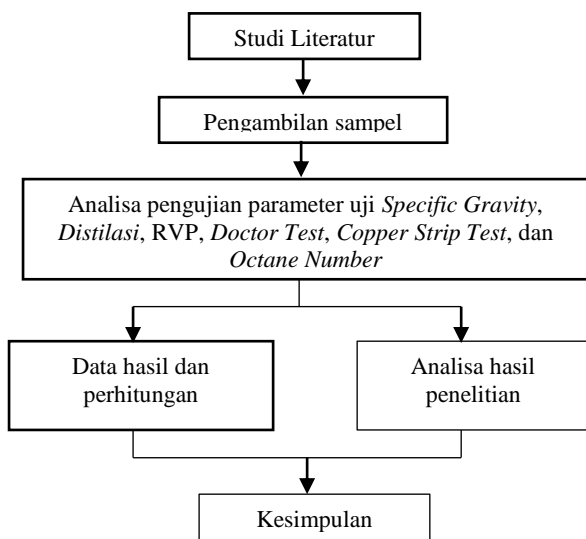 Studi Literatur
Pengambilan sampel
Analisa pengujian parameter uji Specific Gravity,
Distilasi, RVP, Doctor Test, Copper Strip Test, dan
Octane Number
Data hasil dan
perhitungan
Analisa hasil
penelitian
Kesimpulan